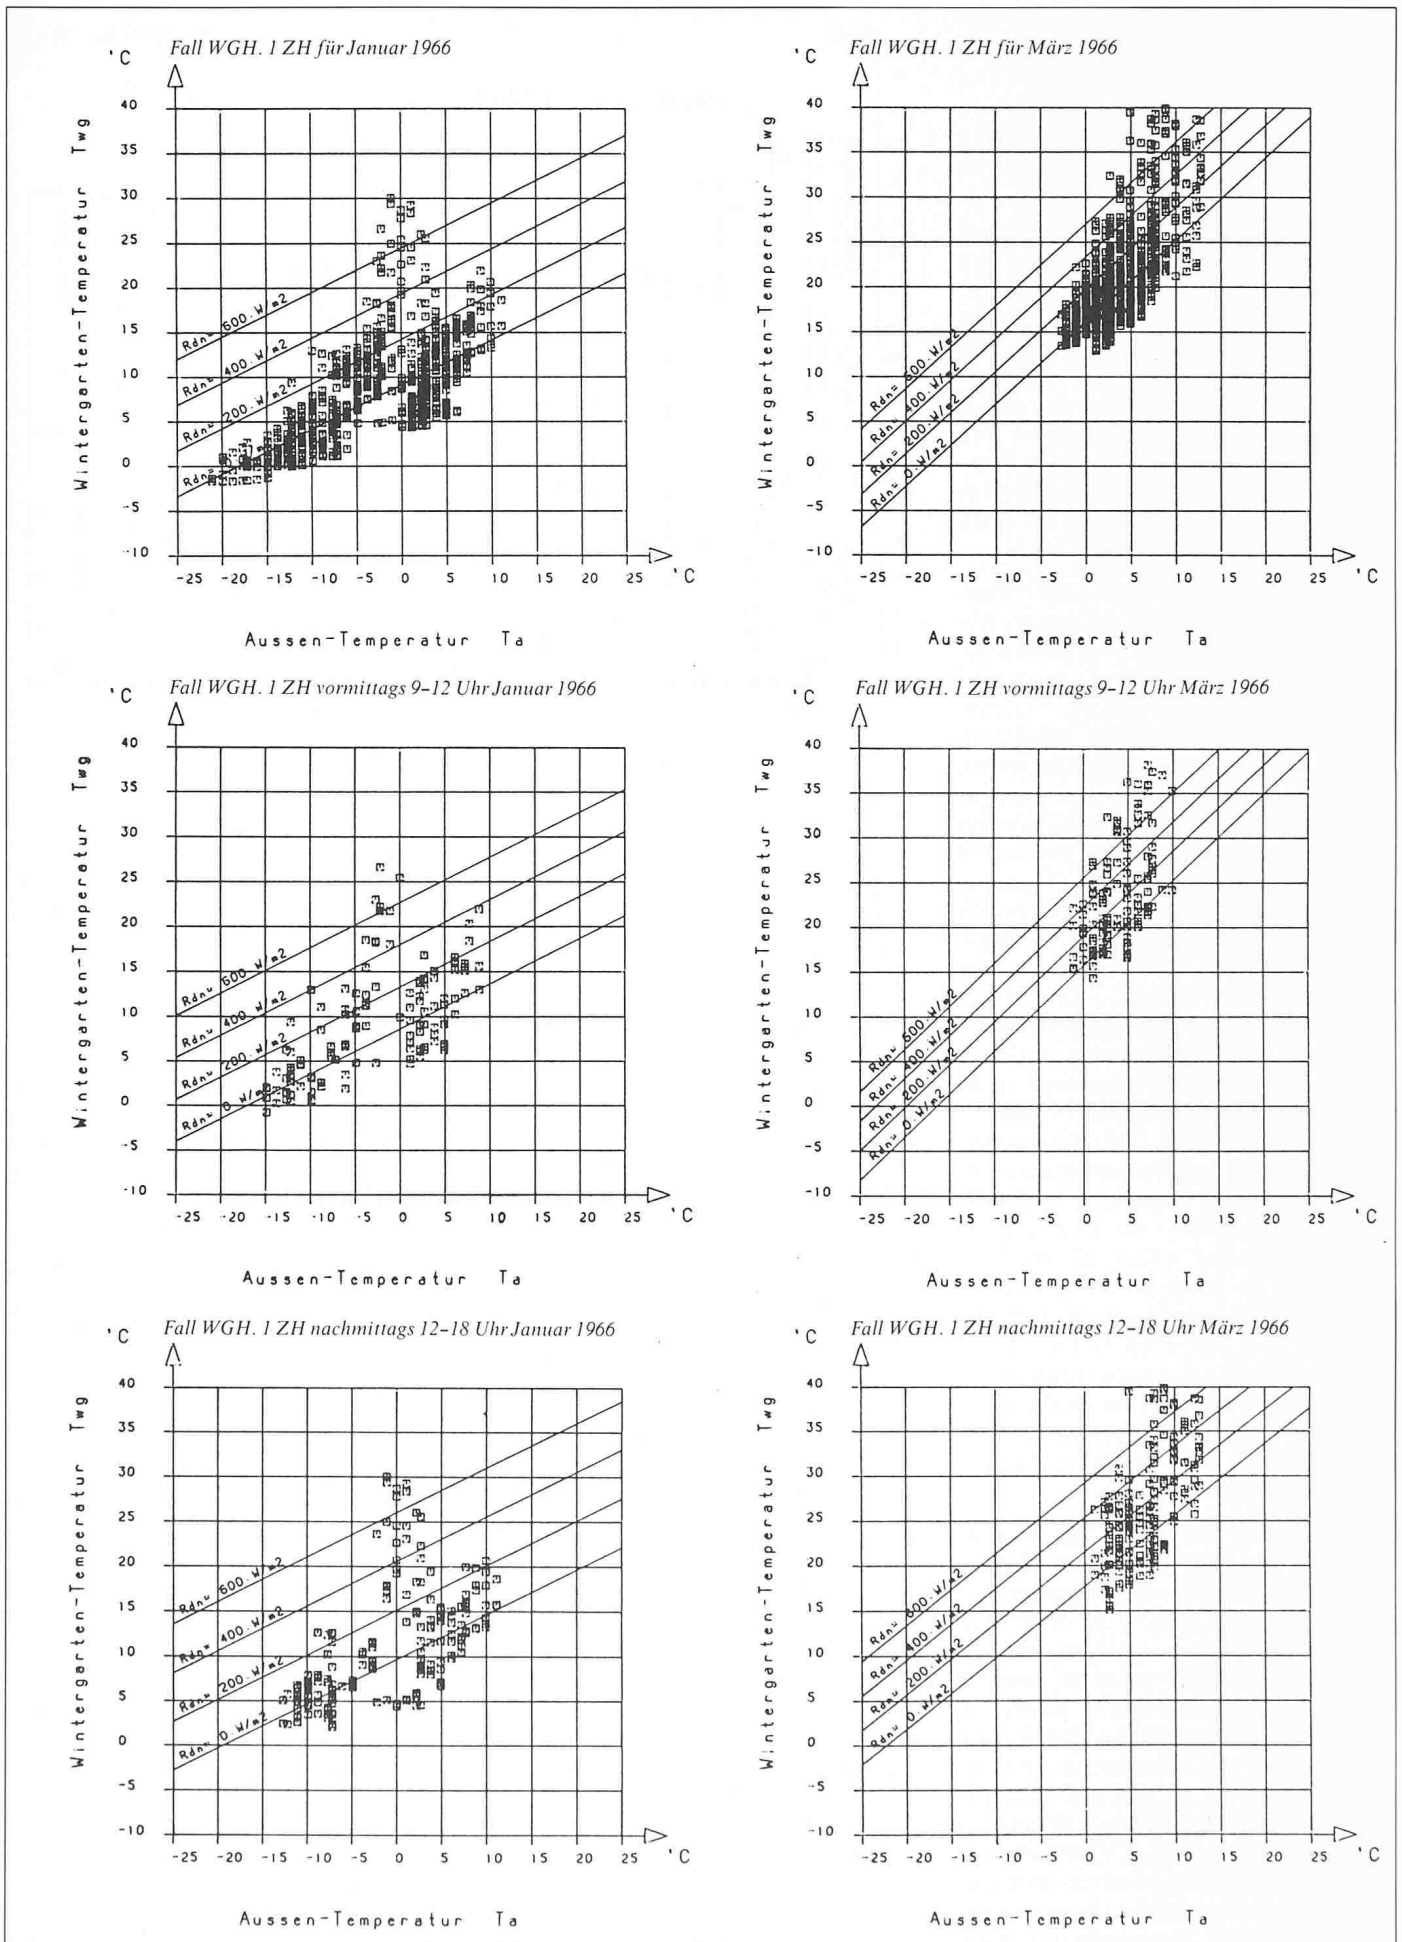 'C Fall WGH. 1 ZH für Januar 1966
Wintergarten-Temperatur Twg
40
35
30
25
20
15
10
5
0
-5
-10
Rdn= 600.W/m2
Rdn= 400.W/m2
Rdn= 200.W/m2
Rdn=
-25 -20 -15 -10 -5 0 5 10 15 20 25 'C
Aussen-Temperatur Ta
'C Fall WGH. 1 ZH für März 1966
Wintergarten-Temperatur Twg
40
35
30
25
20
15
10
5
0
-5
-10
Rdn= 600.W/m2
Rdn= 400.W/m2
Rdn= 200.W/m2
Rdn= 0.W/m2
-25 -20 -15 -10 -5 0 5 10 15 20 25 'C
Aussen-Temperatur Ta
'C Fall WGH. 1 ZH vormittags 9–12 Uhr Januar 1966
Wintergarten-Temperatur Twg
40
35
30
25
20
15
10
5
0
-5
-10
Rdn= 600.W/m2
Rdn= 400.W/m2
Rdn= 200.W/m2
Rdn= 0.W/m2
-25 -20 -15 -10 -5 0 5 10 15 20 25 'C
Aussen-Temperatur Ta
'C Fall WGH. 1 ZH vormittags 9–12 Uhr März 1966
Wintergarten-Temperatur Twg
40
35
30
25
20
15
10
5
0
-5
-10
Rdn= 600.W/m2
Rdn= 400.W/m2
Rdn= 200.W/m2
Rdn= 0.W/m2
-25 -20 -15 -10 -5 0 5 10 15 20 25 'C
Aussen-Temperatur Ta
'C Fall WGH. 1 ZH nachmittags 12–18 Uhr Januar 1966
Wintergarten-Temperatur Twg
40
35
30
25
20
15
10
5
0
-5
-10
Rdn= 600.W/m2
Rdn= 400.W/m2
Rdn= 200.W/m2
Rdn= 0.W/m2
-25 -20 -15 -10 -5 0 5 10 15 20 25 'C
Aussen-Temperatur Ta
'C Fall WGH. 1 ZH nachmittags 12–18 Uhr März 1966
Wintergarten-Temperatur Twg
40
35
30
25
20
15
10
5
0
-5
-10
Rdn= 600.W/m2
Rdn= 400.W/m2
Rdn= 200.W/m2
Rdn= 0.W/m2
-25 -20 -15 -10 -5 0 5 10 15 20 25 'C
Aussen-Temperatur Ta